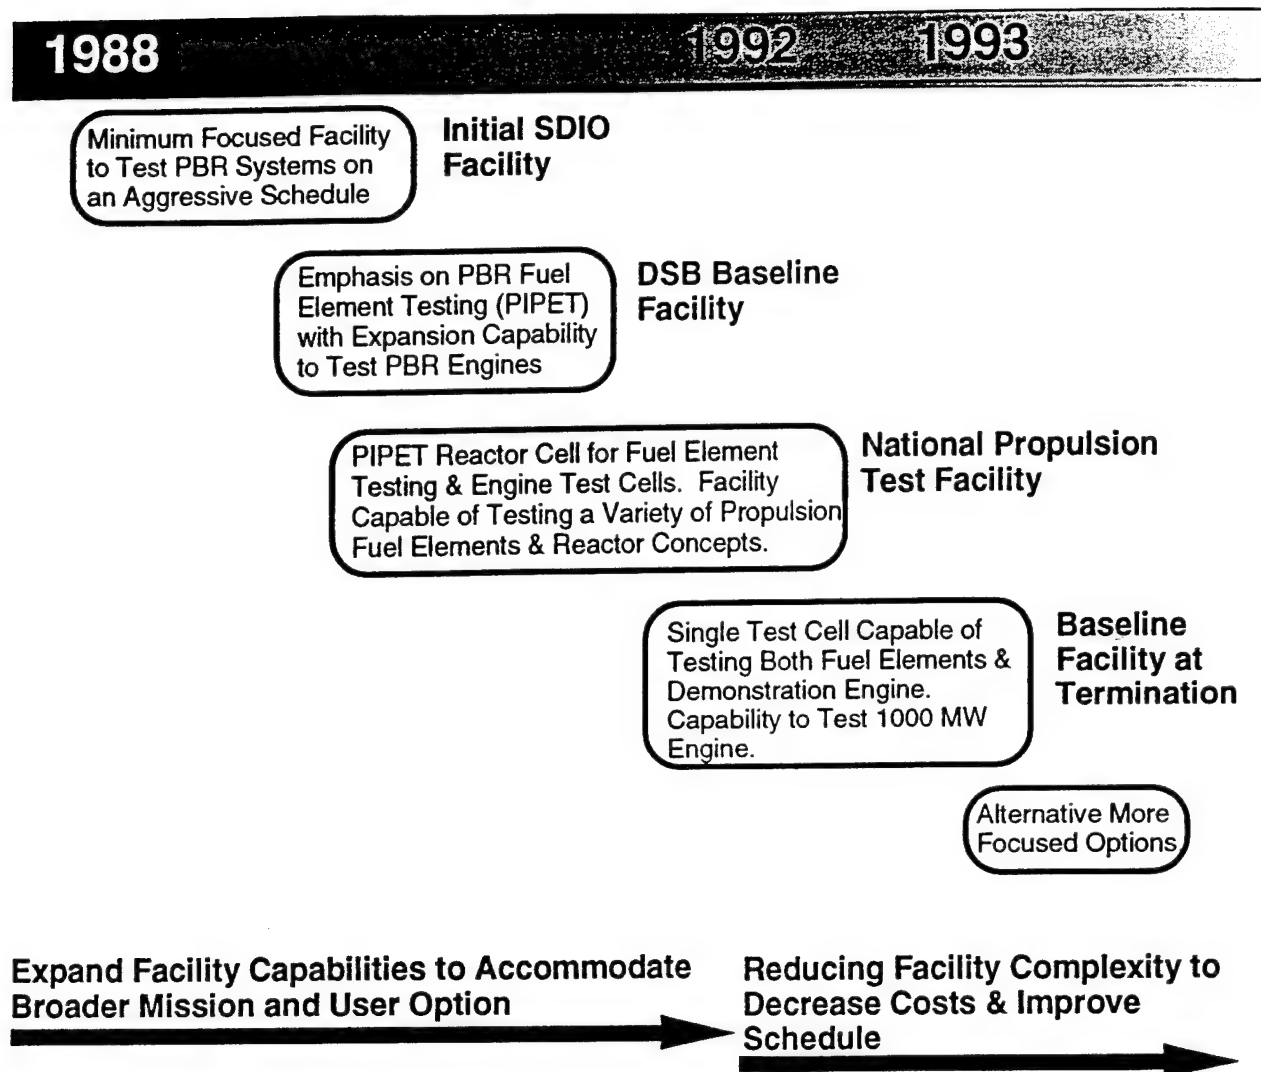 1988 1992 1993
Minimum Focused Facility
to Test PBR Systems on
an Aggressive Schedule
Initial SDIO
Facility
Emphasis on PBR Fuel
Element Testing (PIPET)
with Expansion Capability
to Test PBR Engines
DSB Baseline
Facility
PIPET Reactor Cell for Fuel Element
Testing & Engine Test Cells. Facility
Capable of Testing a Variety of Propulsion
Fuel Elements & Reactor Concepts.
National Propulsion
Test Facility
Single Test Cell Capable of
Testing Both Fuel Elements &
Demonstration Engine.
Capability to Test 1000 MW
Engine.
Baseline
Facility at
Termination
Alternative More
Focused Options
Expand Facility Capabilities to Accommodate
Broader Mission and User Option
Reducing Facility Complexity to
Decrease Costs & Improve
Schedule